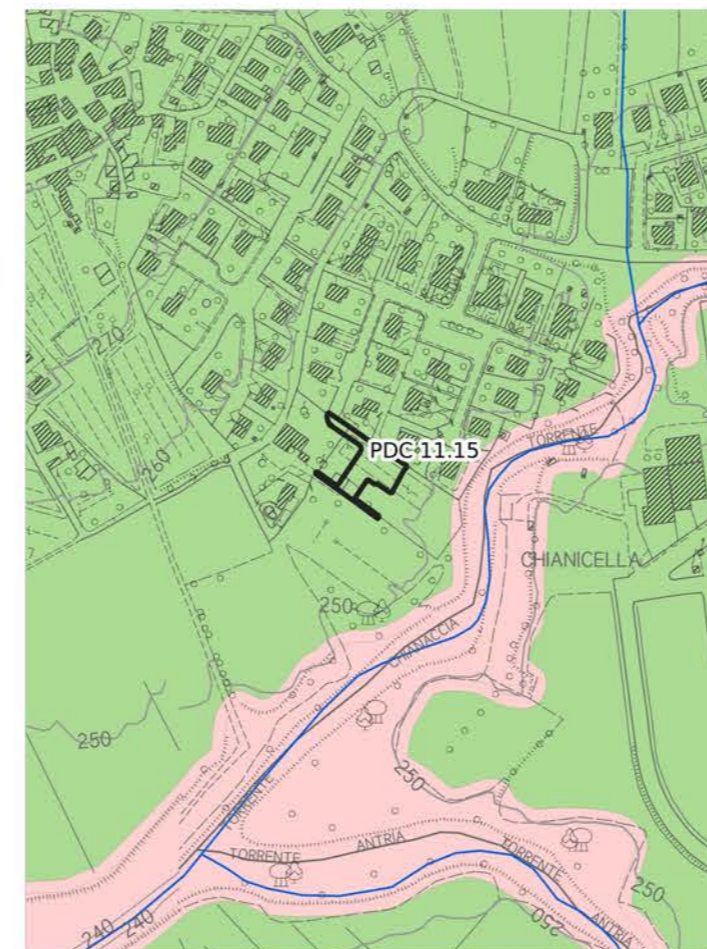 270
PDC 11.15
TORRENTE
260
CHIANICELLA
250
CHIANACCIA
250
250
TORRENTE
ANTRIA
TORRENTE
TORRENTE
250
240
240
250
ANTRIA